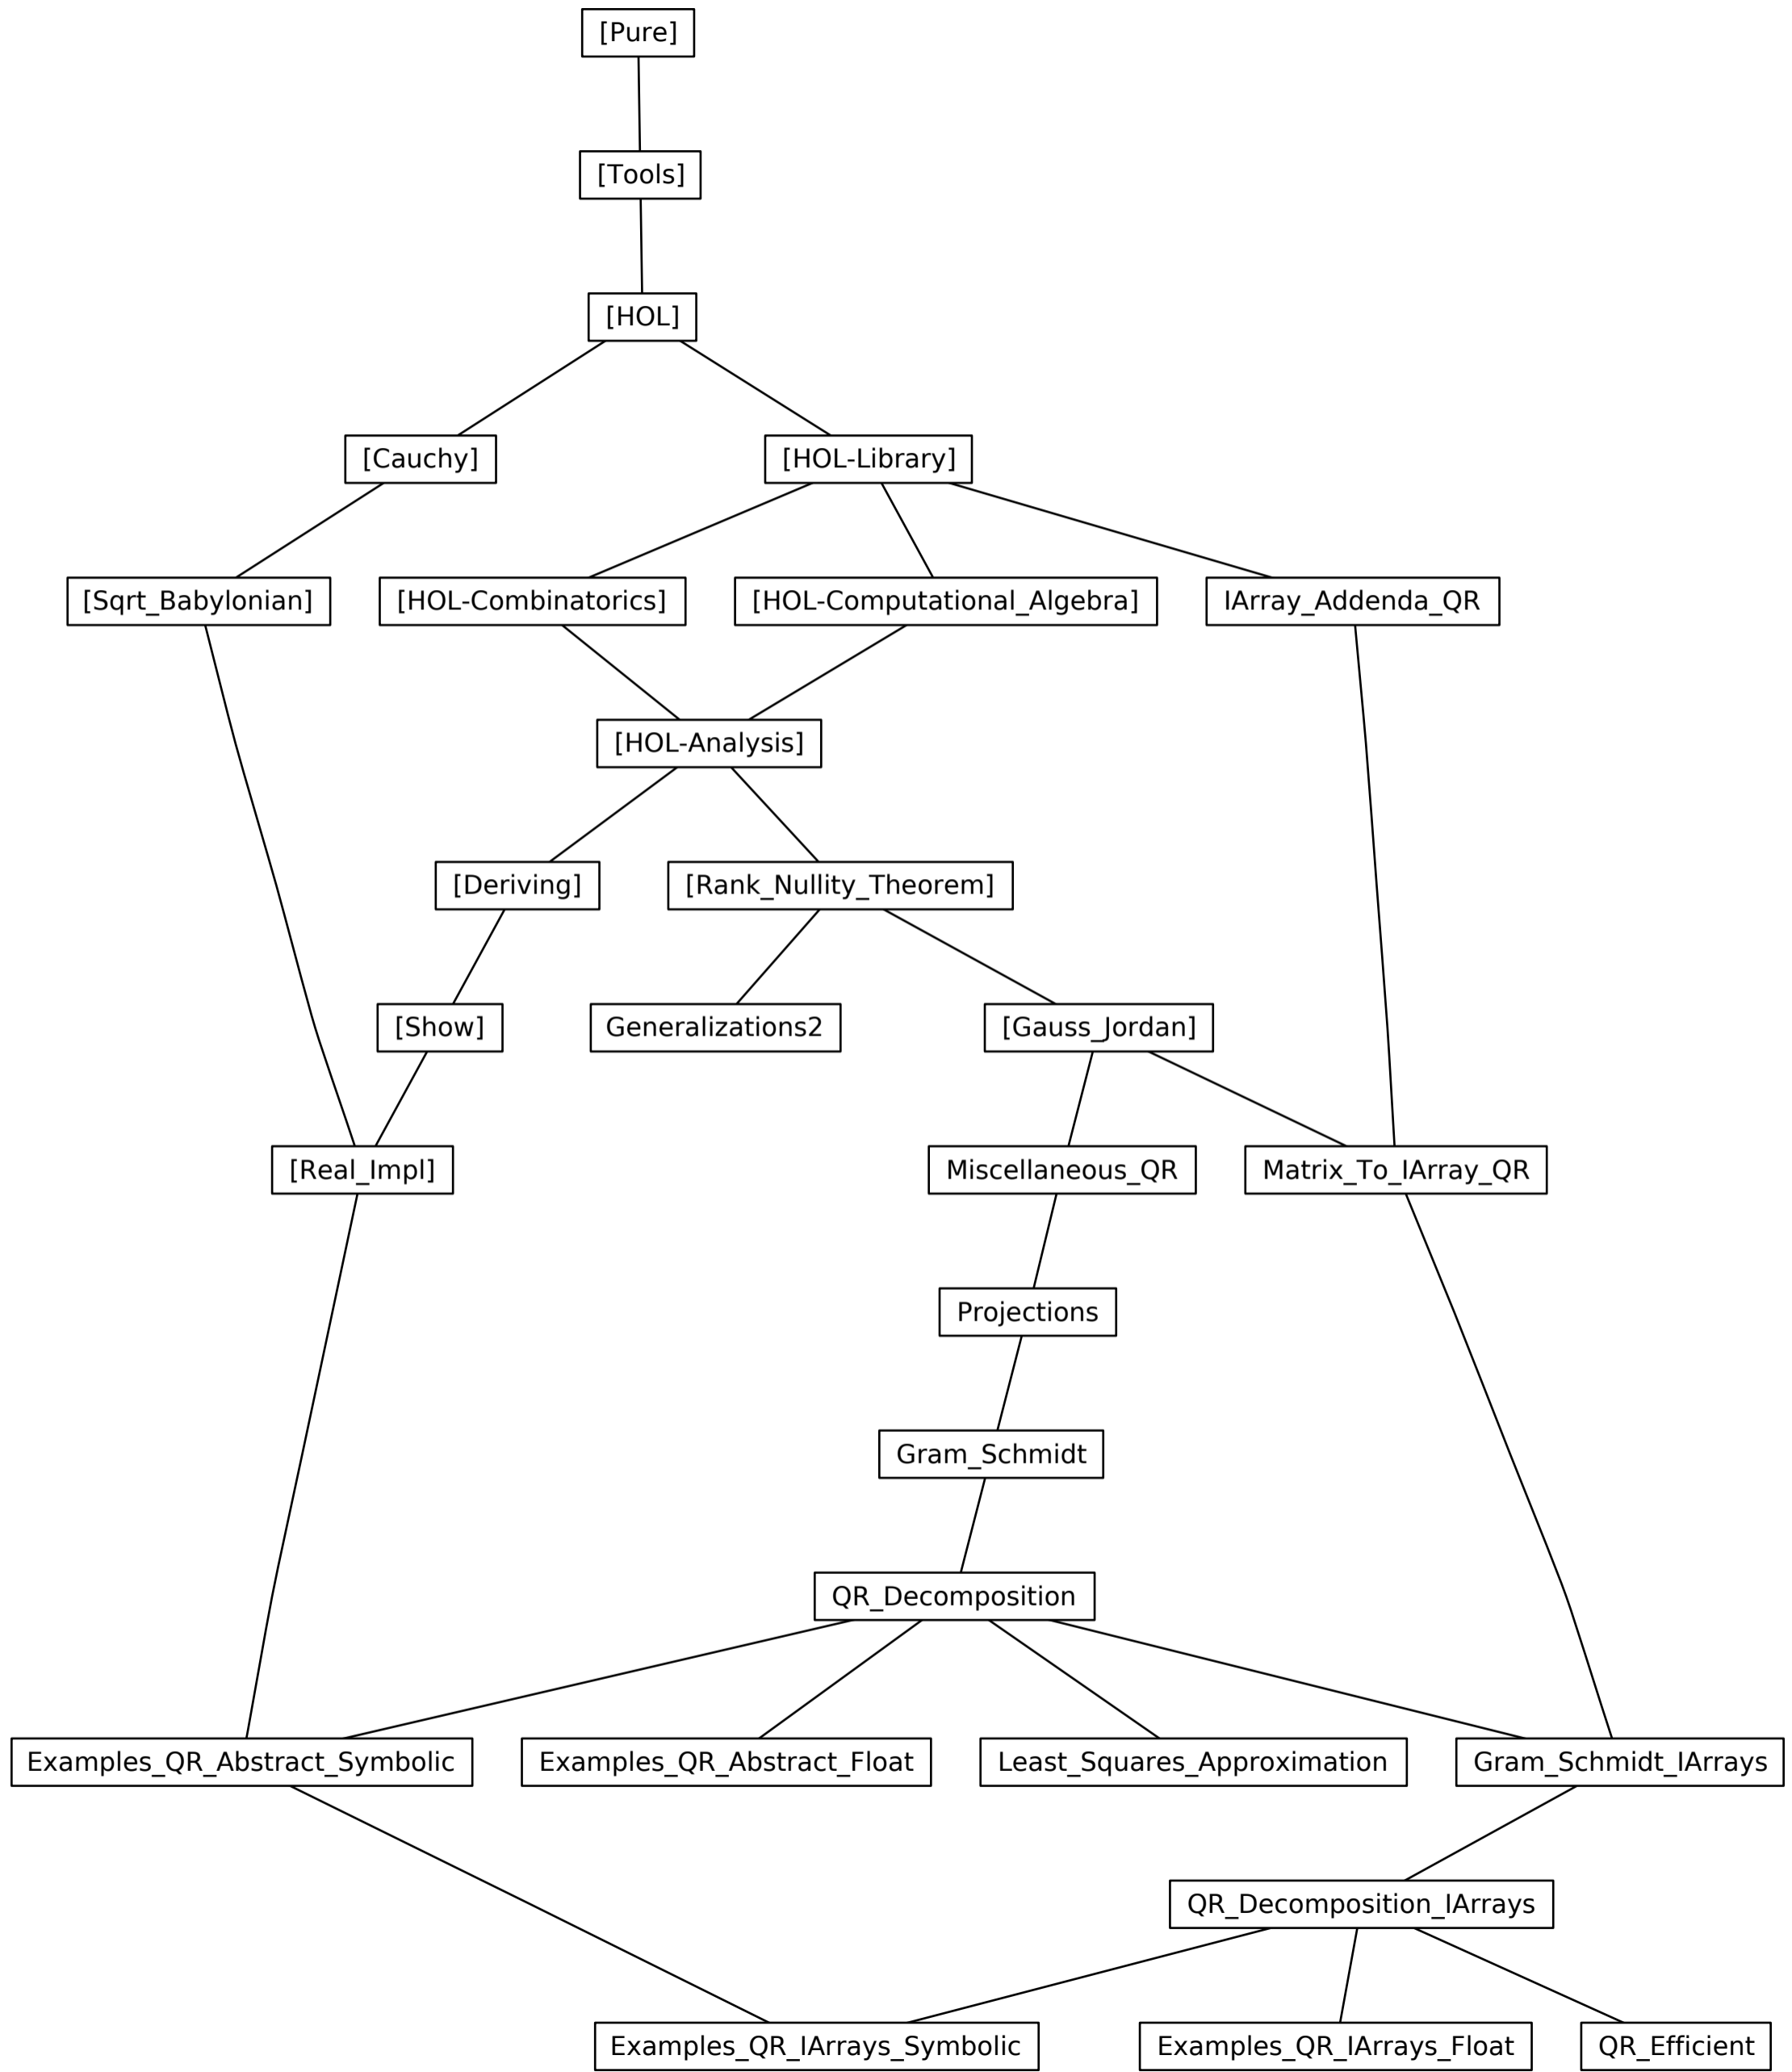 [Pure]
[Tools]
[HOL]
[Cauchy]
[HOL-Library]
[Sqrt_Babylonian]
[HOL-Combinatorics]
[HOL-Computational_Algebra]
IArray_Addenda_QR
[HOL-Analysis]
[Deriving]
[Rank_Nullity_Theorem]
[Show]
Generalizations2
[Gauss_Jordan]
[Real_Impl]
Miscellaneous_QR
Matrix_To_IArray_QR
Projections
Gram_Schmidt
QR_Decomposition
Examples_QR_Abstract_Symbolic
Examples_QR_Abstract_Float
Least_Squares_Approximation
Gram_Schmidt_IArrays
QR_Decomposition_IArrays
Examples_QR_IArrays_Symbolic
Examples_QR_IArrays_Float
QR_Efficient